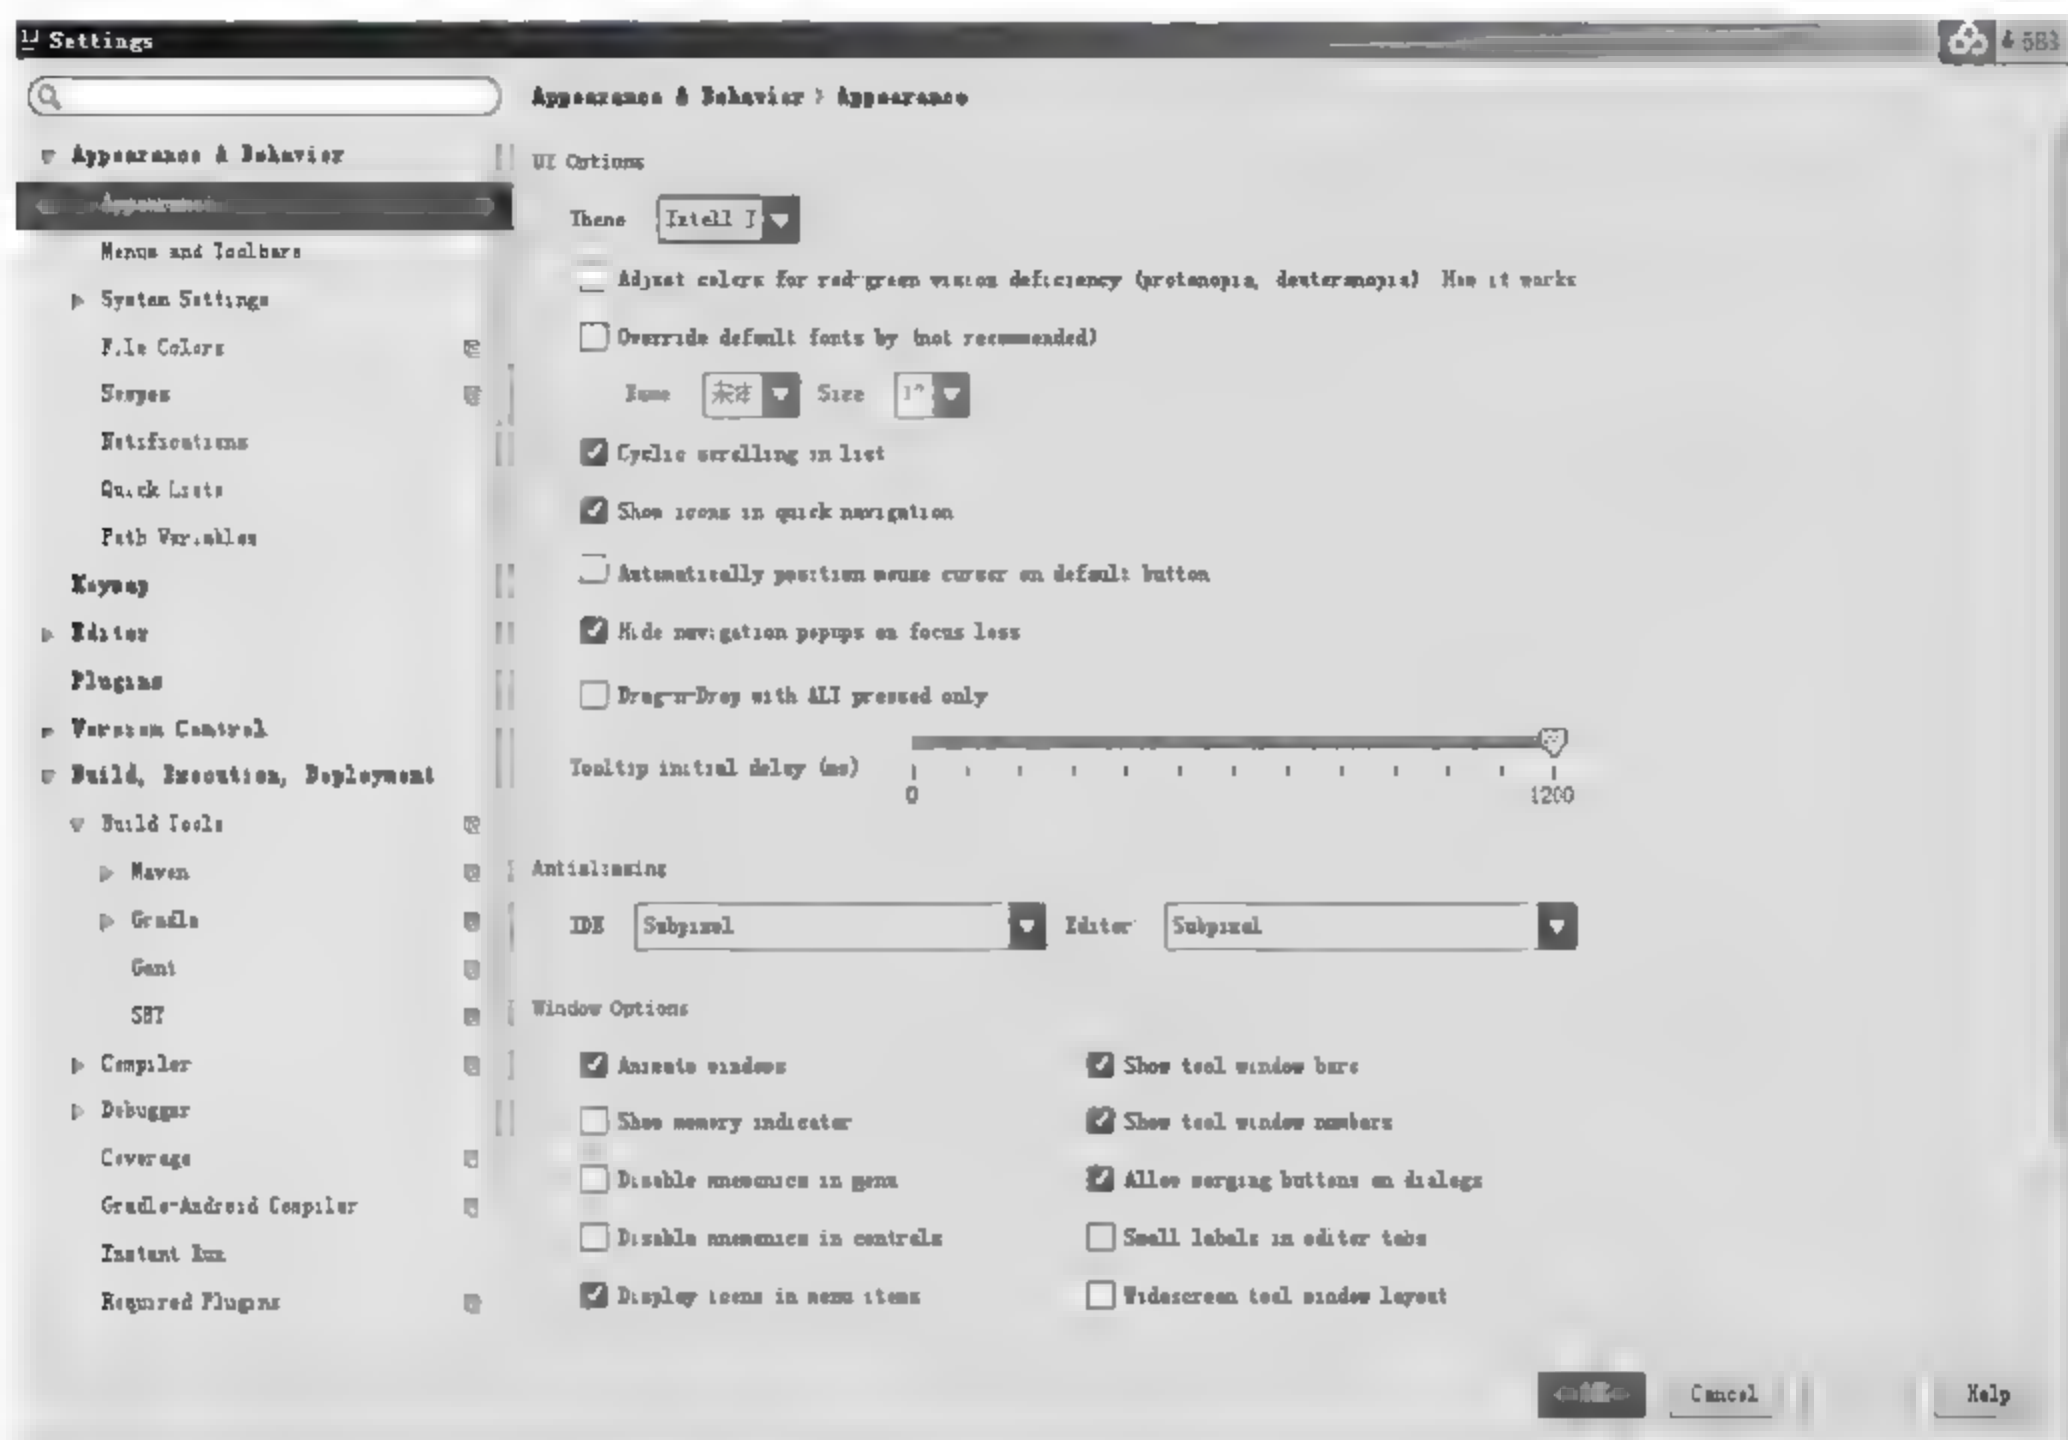 Settings
Appearance & Behavior > Appearance
Appearance & Behavior
Appearance
Menus and Toolbars
System Settings
File Colors
Scopes
Notifications
Quick Lists
Path Variables
Keymap
Editor
Plugins
Version Control
Build, Execution, Deployment
Build Tools
Maven
Gradle
Gant
SBT
Compiler
Debugger
Coverage
Gradle-Android Compiler
Instant Run
Required Plugins
UI Options
Theme IntelliJ
Adjust colors for red-green vision deficiency (protanopia, deuteranopia) How it works
Override default fonts by (not recommended)
Name Size
Cyclic scrolling in list
Show icons in quick navigation
Automatically position mouse cursor on default button
Hide navigation popups on focus loss
Drag-n-Drop with ALT pressed only
Tooltip initial delay (ms)
0 1200
Antialiasing
IDE Subpixel Editor Subpixel
Window Options
Animate windows Show tool window bars
Show memory indicator Show tool window numbers
Disable mnemonics in menu Allow merging buttons on dialogs
Disable mnemonics in controls Small labels in editor tabs
Display icons in menu items Widescreen tool window layout
Cancel Help